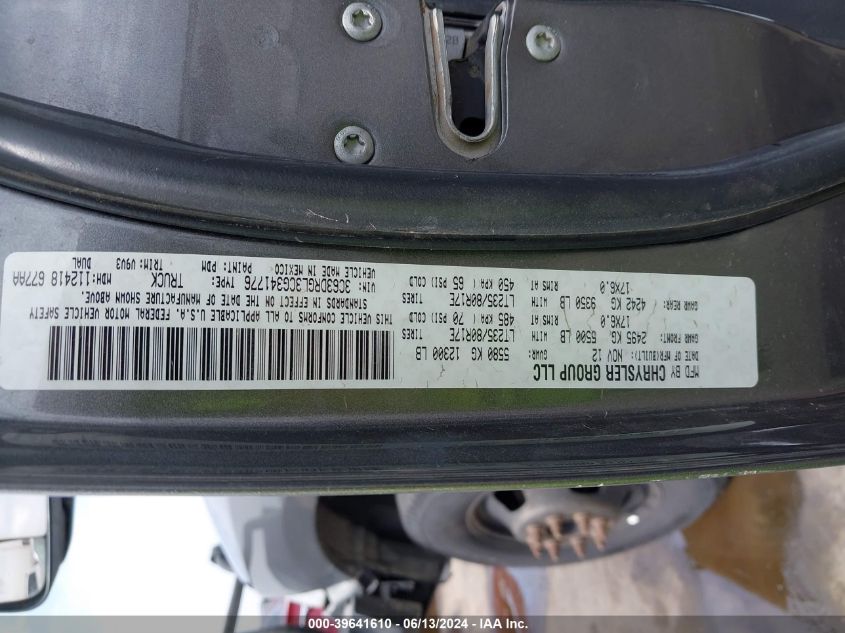 MFD BY CHRYSLER GROUP LLC
DATE OF MFR(BUILT): NOV 12 GVWR: 5580 KG 12300 LB
GAWR FRONT: 2495 KG 5500 LB WITH LT235/80R17E TIRES
17X6.0 RIMS AT 485 KPA ( 70 PSI) COLD
GAWR REAR: 4242 KG 9350 LB WITH LT235/80R17E TIRES
17X6.0 RIMS AT 450 KPA ( 65 PSI) COLD
THIS VEHICLE CONFORMS TO ALL APPLICABLE U.S.A. FEDERAL MOTOR VEHICLE SAFETY
STANDARDS IN EFFECT ON THE DATE OF MANUFACTURE SHOWN ABOVE.
VIN: 3C63DRGL3CG341776 TYPE: TRUCK DUAL
VEHICLE MADE IN MEXICO PAINT: PDM TRIM: V9V3 MDH:112418 677AA
000-39641610 / 06/13/2024 / IAA Inc.